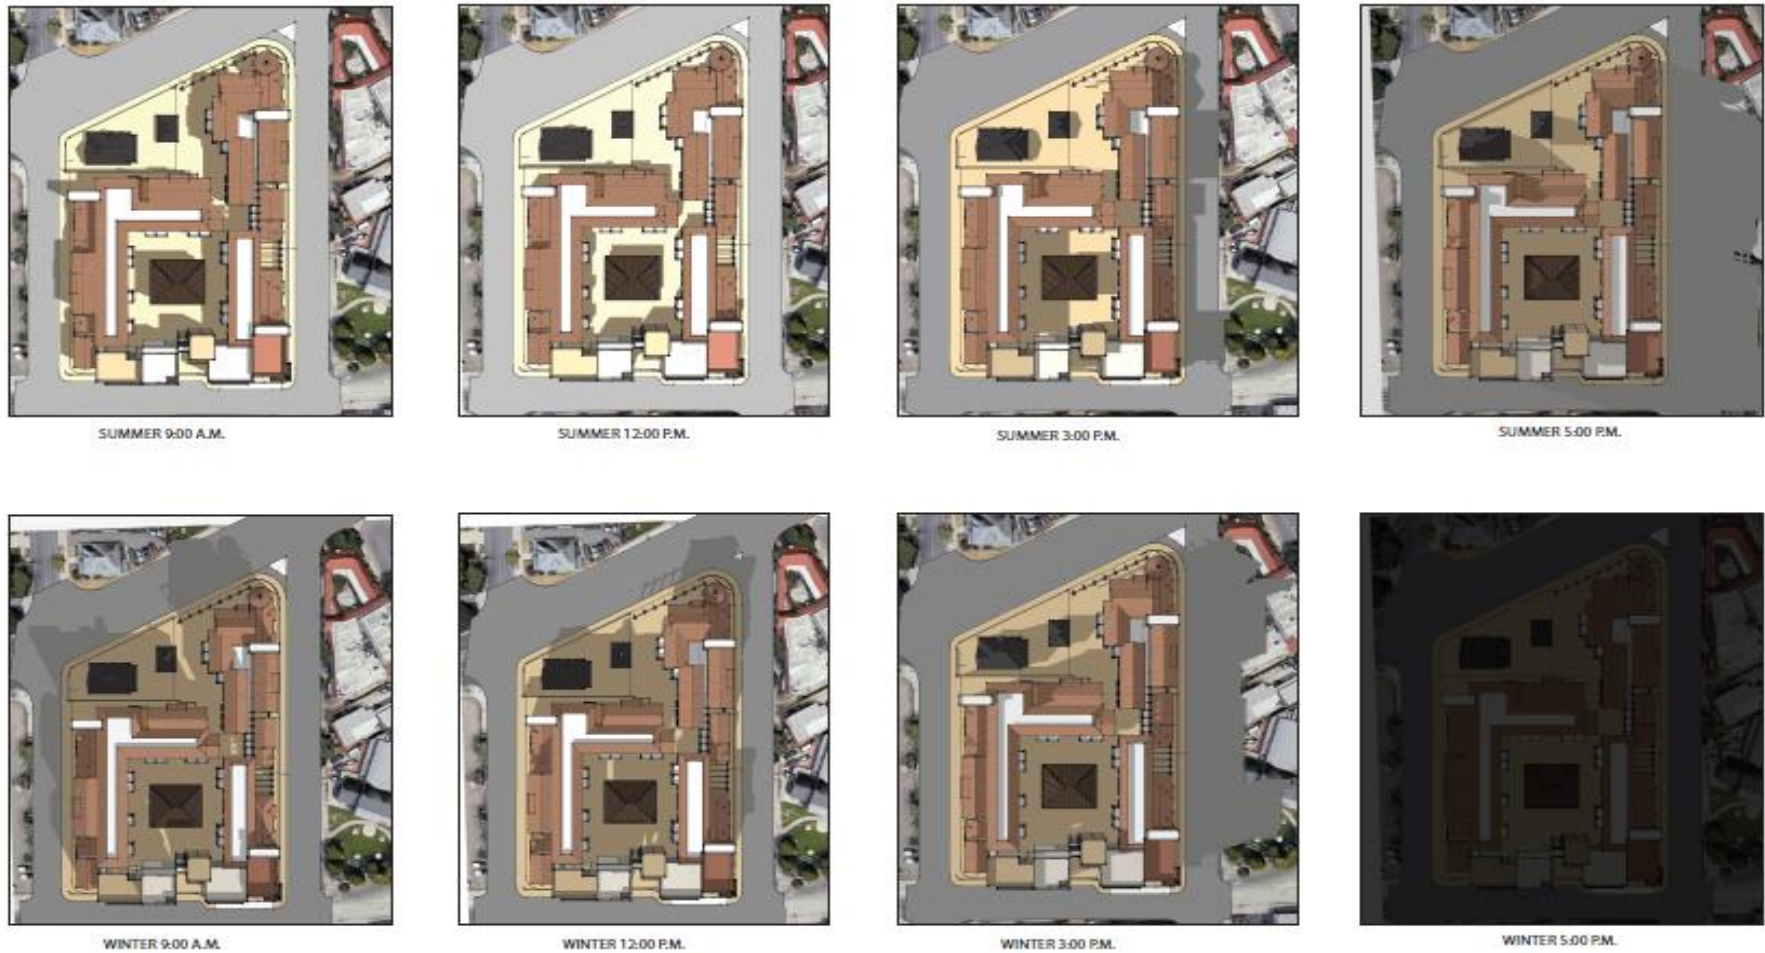 SUMMER 9:00 A.M.
SUMMER 12:00 P.M.
SUMMER 3:00 P.M.
SUMMER 5:00 P.M.
WINTER 9:00 A.M.
WINTER 12:00 P.M.
WINTER 3:00 P.M.
WINTER 5:00 P.M.